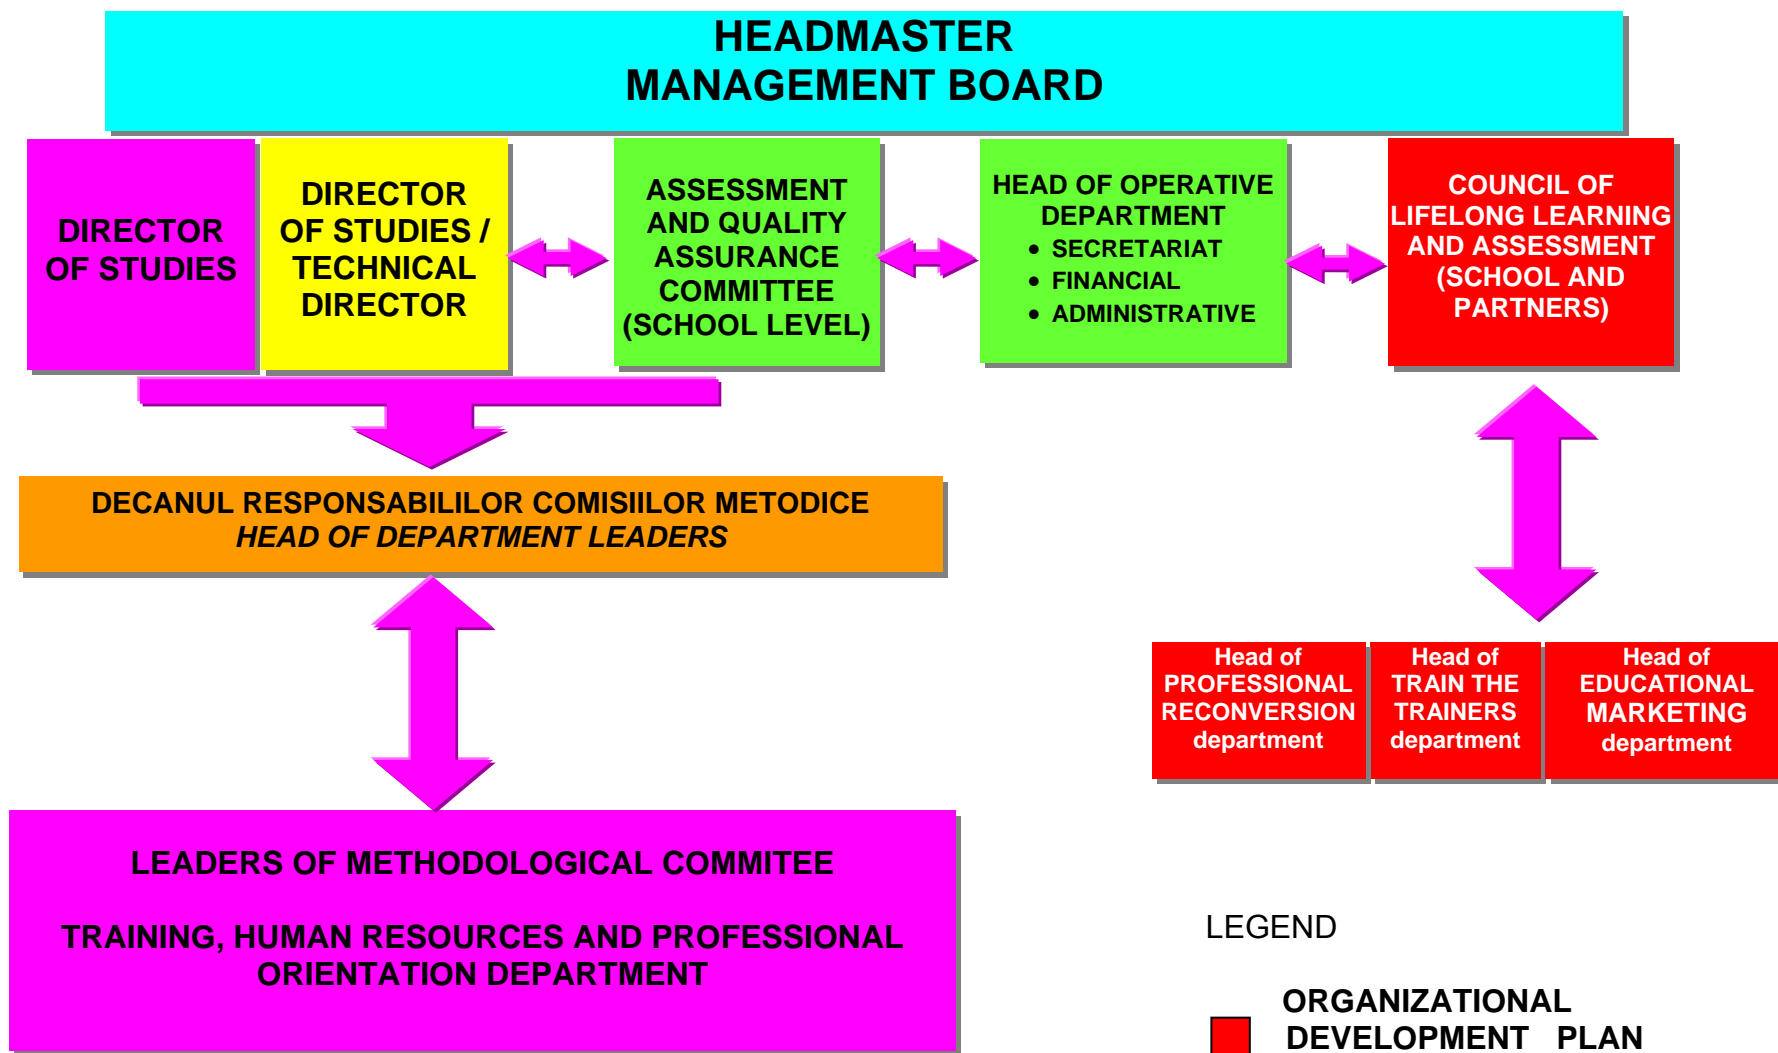 HEADMASTER
MANAGEMENT BOARD
DIRECTOR
OF STUDIES
DIRECTOR
OF STUDIES /
TECHNICAL
DIRECTOR
ASSESSMENT
AND QUALITY
ASSURANCE
COMMITTEE
(SCHOOL LEVEL)
HEAD OF OPERATIVE
DEPARTMENT
• SECRETARIAT
• FINANCIAL
• ADMINISTRATIVE
COUNCIL OF
LIFELONG LEARNING
AND ASSESSMENT
(SCHOOL AND
PARTNERS)
DECANUL RESPONSABILILOR COMISIILOR METODICE
HEAD OF DEPARTMENT LEADERS
Head of
PROFESSIONAL
RECONVERSION
department
Head of
TRAIN THE
TRAINERS
department
Head of
EDUCATIONAL
MARKETING
department
LEADERS OF METHODOLOGICAL COMMITEE
TRAINING, HUMAN RESOURCES AND PROFESSIONAL
ORIENTATION DEPARTMENT
LEGEND
ORGANIZATIONAL
DEVELOPMENT PLAN